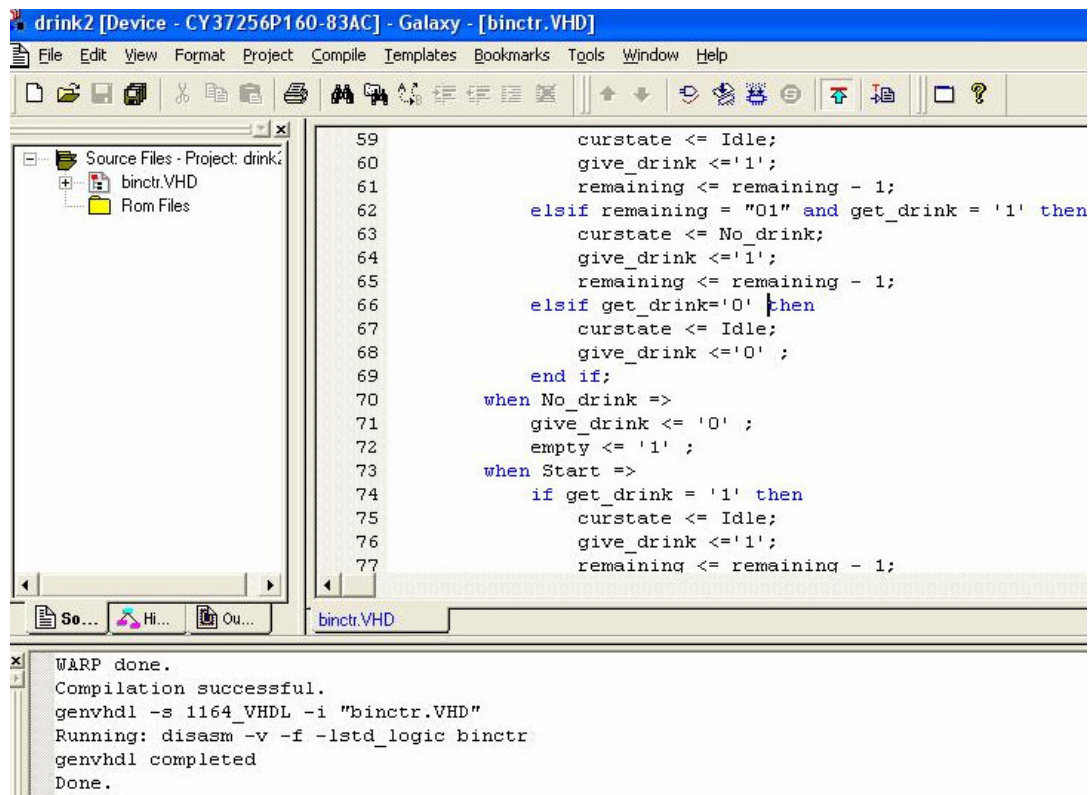 drink2 [Device - CY37256P160-83AC] - Galaxy - [binctr.VHD]
File Edit View Format Project Compile Templates Bookmarks Tools Window Help
Source Files - Project: drink2
binctr.VHD
Rom Files
59 curstate <= Idle;
60 give_drink <='1';
61 remaining <= remaining - 1;
62 elsif remaining = "01" and get_drink = '1' then
63 curstate <= No_drink;
64 give_drink <='1';
65 remaining <= remaining - 1;
66 elsif get_drink='0' then
67 curstate <= Idle;
68 give_drink <='0' ;
69 end if;
70 when No_drink =>
71 give_drink <= '0' ;
72 empty <= '1' ;
73 when Start =>
74 if get_drink = '1' then
75 curstate <= Idle;
76 give_drink <='1';
77 remaining <= remaining - 1;
So... Hi... Ou...
binctr.VHD
WARP done.
Compilation successful.
genvhdl -s 1164_VHDL -i "binctr.VHD"
Running: disasm -v -f -lstd_logic binctr
genvhdl completed
Done.